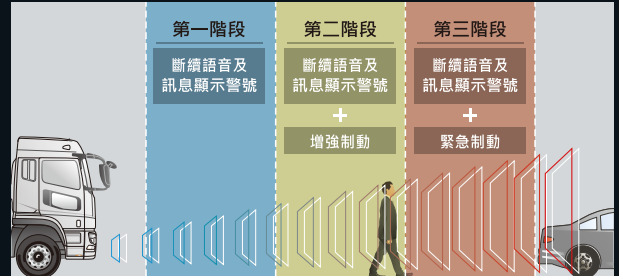 第一階段
斷續語音及
訊息顯示警號
第二階段
斷續語音及
訊息顯示警號
+
增強制動
第三階段
斷續語音及
訊息顯示警號
+
緊急制動